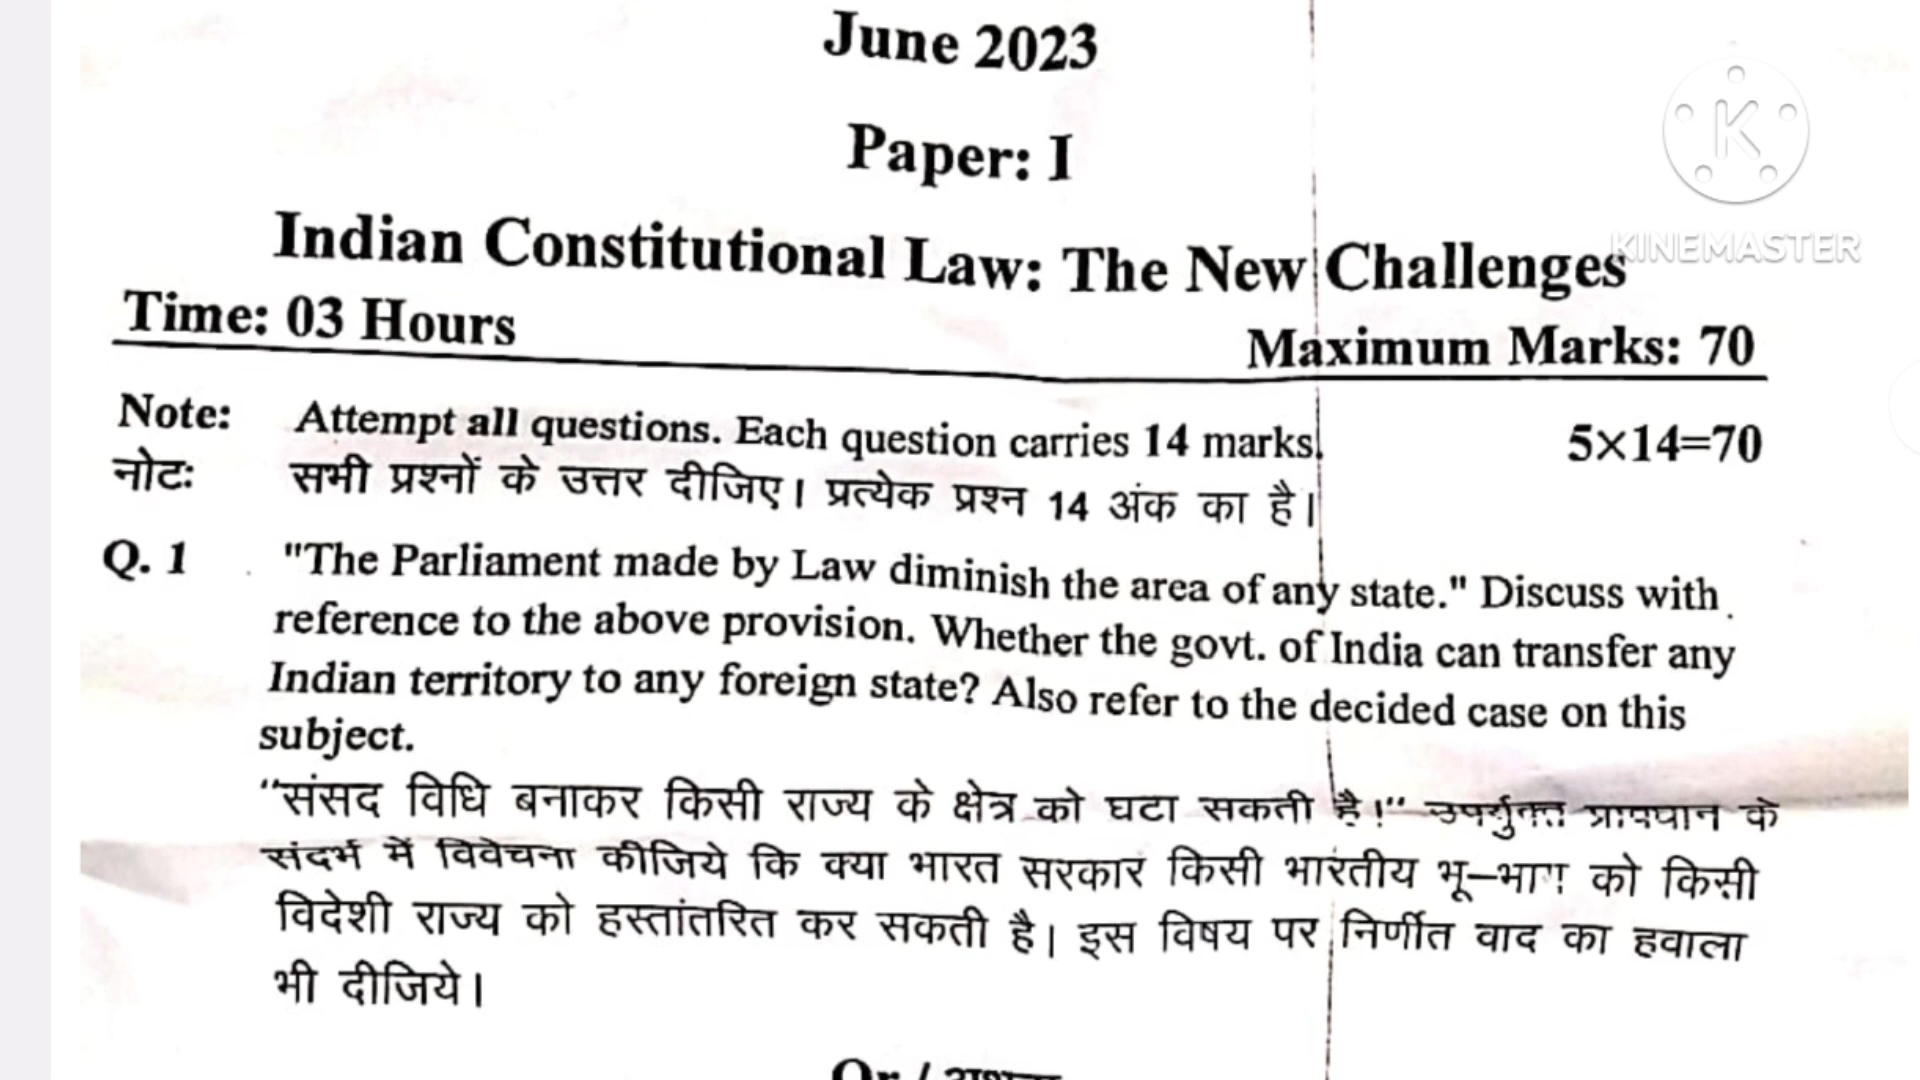 June 2023
Paper: I
Indian Constitutional Law: The New Challenges
KINEMASTER
Time: 03 Hours Maximum Marks: 70
Note: Attempt all questions. Each question carries 14 marks. 5×14=70
नोटः सभी प्रश्नों के उत्तर दीजिए। प्रत्येक प्रश्न 14 अंक का है।
Q. 1 "The Parliament made by Law diminish the area of any state." Discuss with
reference to the above provision. Whether the govt. of India can transfer any
Indian territory to any foreign state? Also refer to the decided case on this
subject.
“संसद विधि बनाकर किसी राज्य के क्षेत्र को घटा सकती है!” उपर्युक्त प्रावधान के
संदर्भ में विवेचना कीजिये कि क्या भारत सरकार किसी भारतीय भू–भाग को किसी
विदेशी राज्य को हस्तांतरित कर सकती है। इस विषय पर निर्णीत वाद का हवाला
भी दीजिये।
Or / अथवा